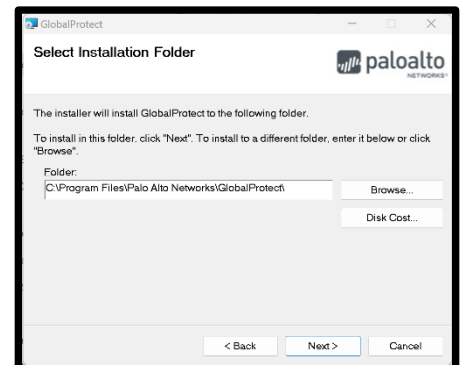 GlobalProtect
Select Installation Folder
paloalto
NETWORKS
The installer will install GlobalProtect to the following folder.
To install in this folder, click "Next". To install to a different folder, enter it below or click
"Browse".
Folder:
C:\Program Files\Palo Alto Networks\GlobalProtect\
Browse...
Disk Cost...
< Back
Next >
Cancel